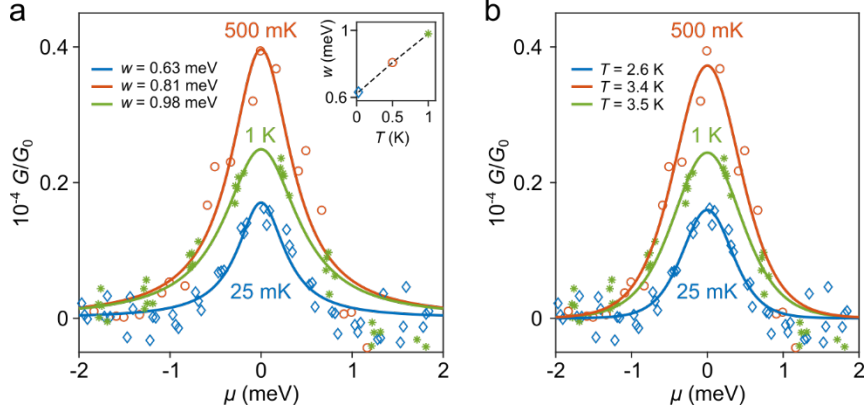 a
500 mK
w = 0.63 meV
w = 0.81 meV
w = 0.98 meV
1 K
25 mK
10⁻⁴ G/G₀
0.4
0.2
0
-2
-1
0
1
2
μ (meV)
w (meV)
1
0.6
0
0.5
1
T (K)
b
500 mK
T = 2.6 K
T = 3.4 K
T = 3.5 K
1 K
25 mK
10⁻⁴ G/G₀
0.4
0.2
0
-2
-1
0
1
2
μ (meV)